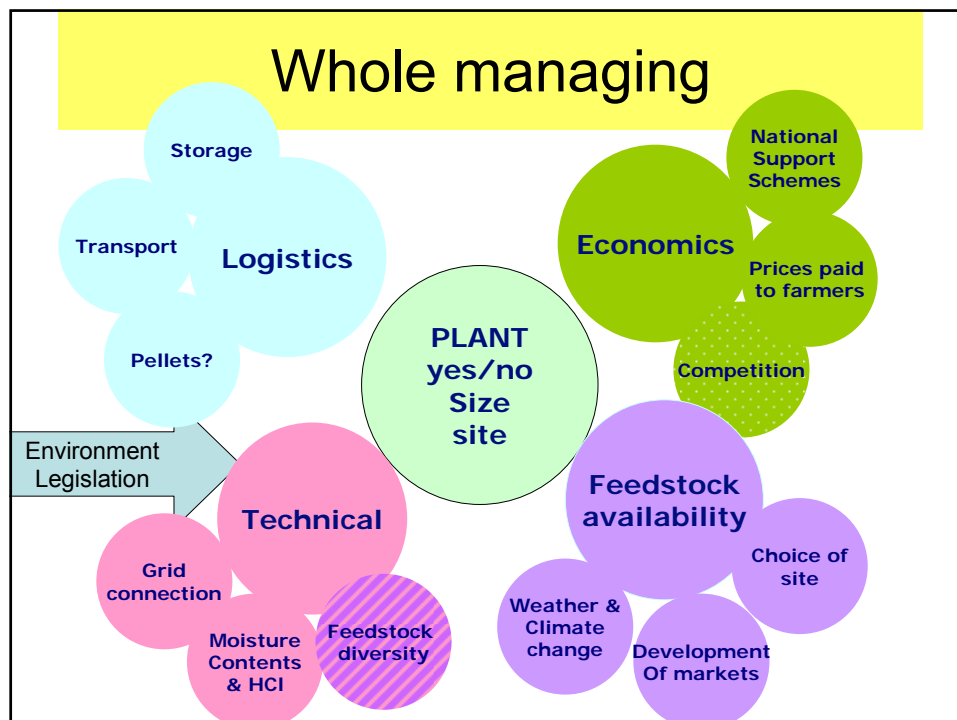 Whole managing
Storage
Transport
Logistics
Pellets?
National
Support
Schemes
Economics
Prices paid
to farmers
Competition
PLANT
yes/no
Size
site
Environment
Legislation
Technical
Grid
connection
Moisture
Contents
& HCI
Feedstock
diversity
Feedstock
availability
Choice of
site
Weather &
Climate
change
Development
Of markets